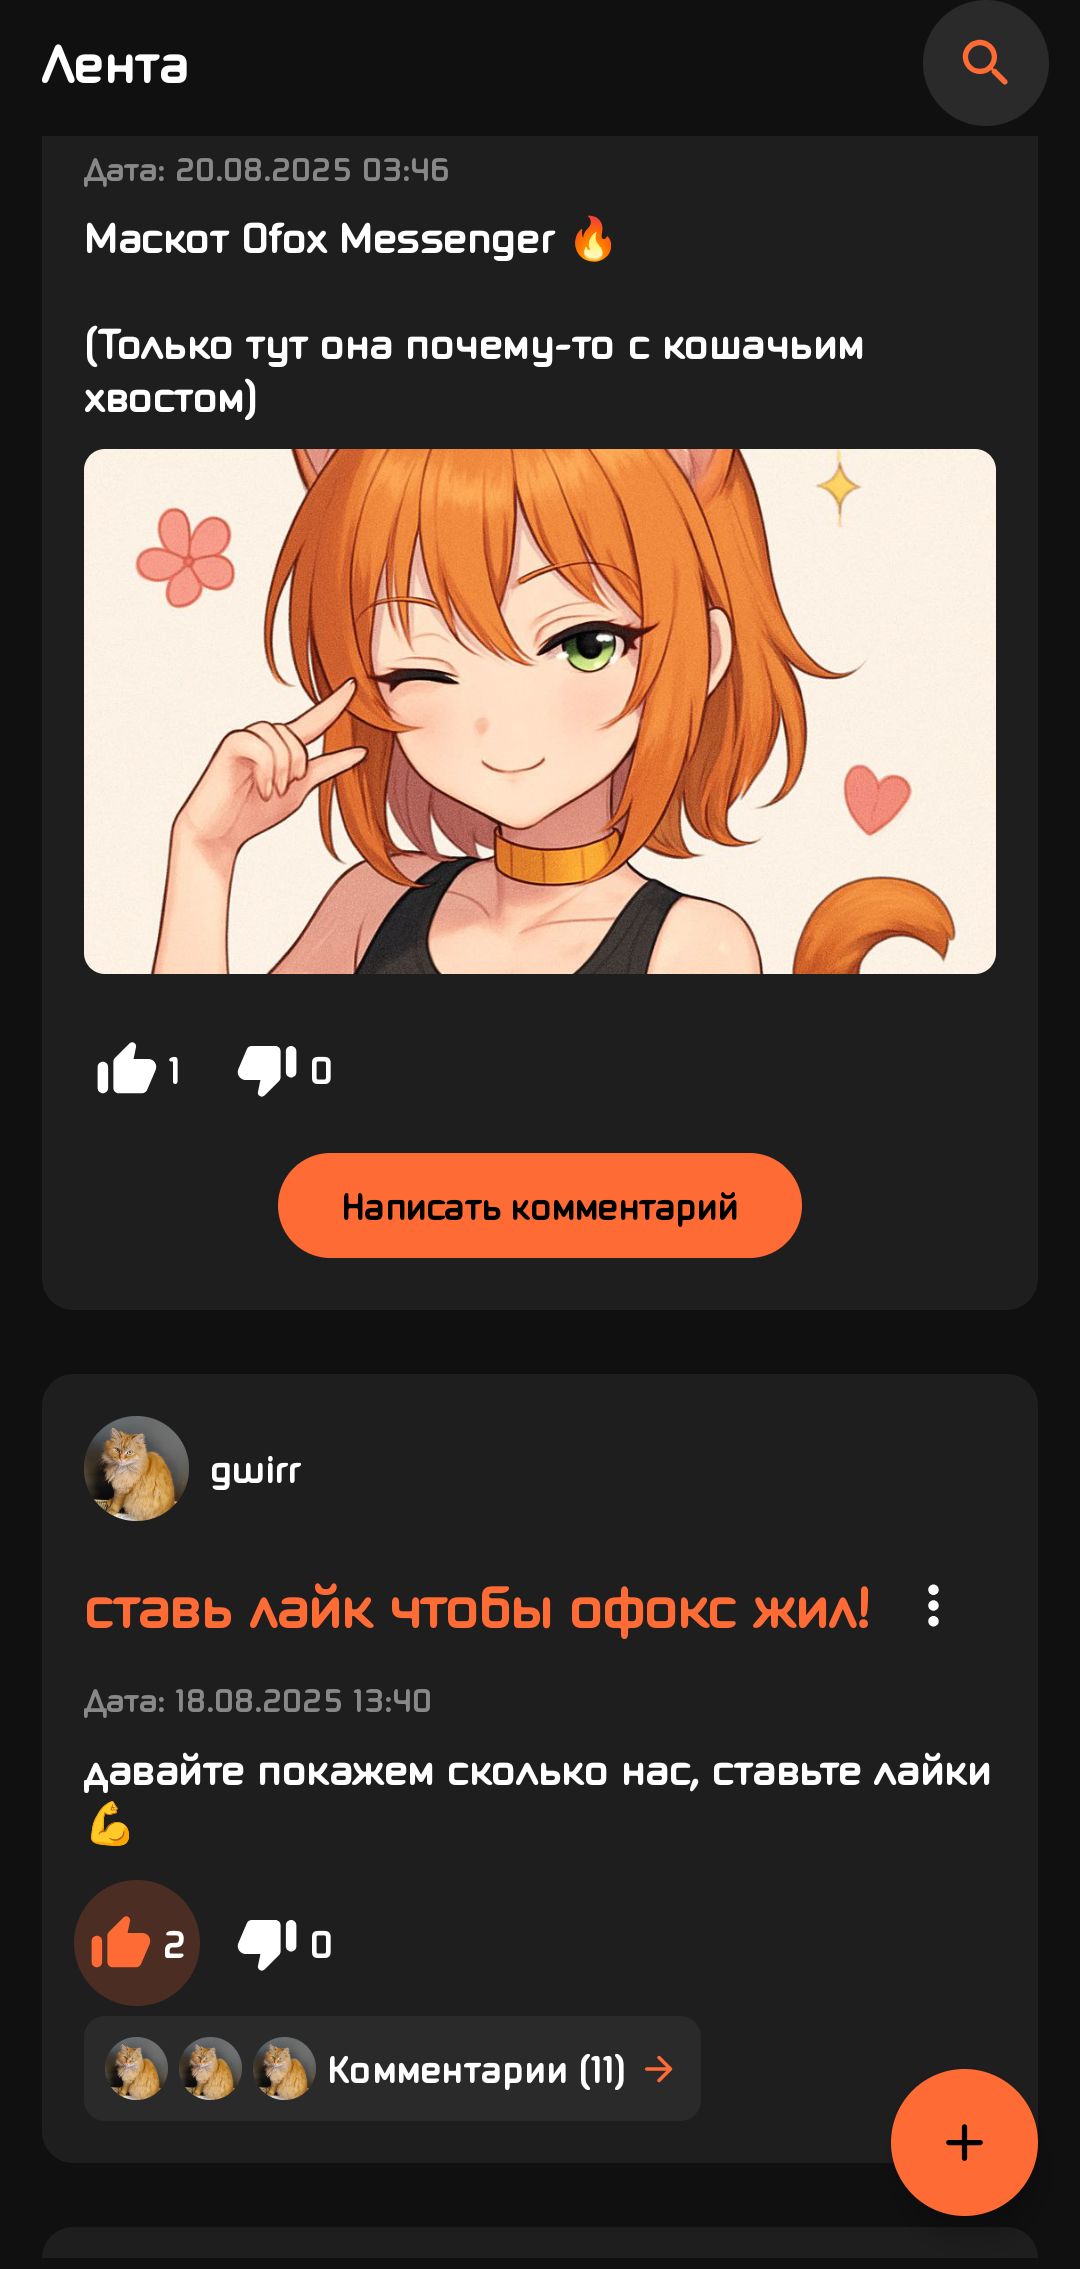 Лента
Дата: 20.08.2025 03:46
Маскот Ofox Messenger 🔥
(Только тут она почему-то с кошачьим
хвостом)
1
0
Написать комментарий
gwirr
ставь лайк чтобы офокс жил!
Дата: 18.08.2025 13:40
давайте покажем сколько нас, ставьте лайки
💪
2
0
Комментарии (11)